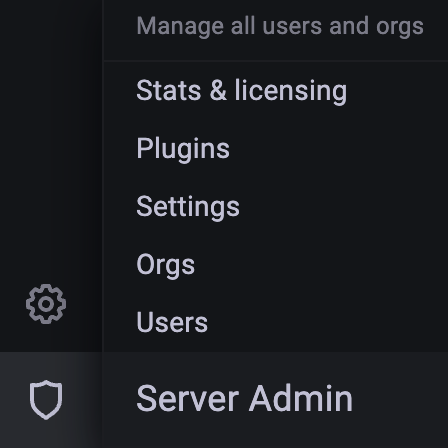 Manage all users and orgs
Stats & licensing
Plugins
Settings
Orgs
Users
Server Admin